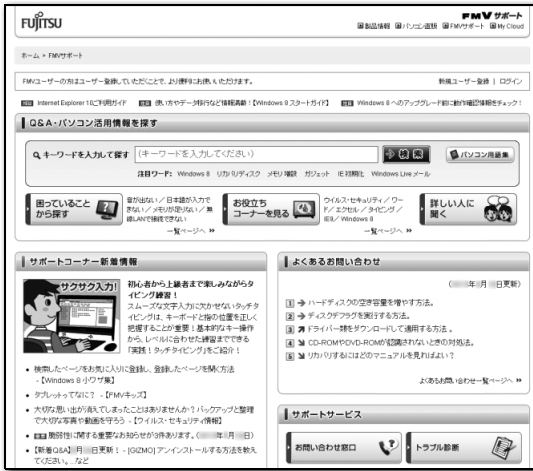 FUJITSU
FMVサポート
製品情報 パソコン直販 FMVサポート My Cloud
ホーム > FMVサポート
FMVユーザーの方はユーザー登録していただくことで、より便利にお使いいただけます。 新規ユーザー登録 | ログイン
Internet Explorer 10ご利用ガイド 使い方やデータ移行など情報満載!【Windows 8 スタートガイド】 Windows 8 へのアップグレード前に動作確認情報をチェック!
Q&A・パソコン活用情報を探す
キーワードを入力して探す (キーワードを入力してください) 検索 パソコン用語集
注目ワード: Windows 8 リカバリディスク メモリ増設 ガジェット IE 初期化 Windows Live メール
困っていることから探す
音が出ない/日本語が入力できない/メモリが足りない/無線LANで接続できない
一覧ページへ
お役立ちコーナーを見る
ウイルス・セキュリティ/ワード/エクセル/タイピング/IE9/Windows 8
一覧ページへ
詳しい人に聞く
サポートコーナー新着情報
サクサク入力!
初心者から上級者まで楽しみながらタイピング練習!
スムーズな文字入力に欠かせないタッチタイピングは、キーボードと指の位置を正しく把握することが重要!基本的なキー操作から、レベルに合わせた練習までできる「実践!タッチタイピング」をご紹介!
検索したページをお気に入りに登録し、登録したページを開く方法
-【Windows 8 小ワザ集】
タブレットってなに? -【FMVキッズ】
大切な思い出が消えてしまったことはありませんか?バックアップと整理で大切な写真や動画を守ろう -【ウイルス・セキュリティ情報】
脆弱性に関する重要なお知らせが3件あります。( 年 月 日)
【新着Q&A】 月 日更新! - [GIZMO] アンインストールする方法を教えてください。など
よくあるお問い合わせ
( 年 月 日更新)
1 ハードディスクの空き容量を増やす方法。
2 ディスクデフラグを実行する方法。
3 ドライバー類をダウンロードして適用する方法。
4 CD-ROMやDVD-ROMが認識されないときの対処法。
5 リカバリするにはどのマニュアルを見ればよい?
よくあるお問い合わせ一覧ページへ
サポートサービス
お問い合わせ窓口
トラブル診断